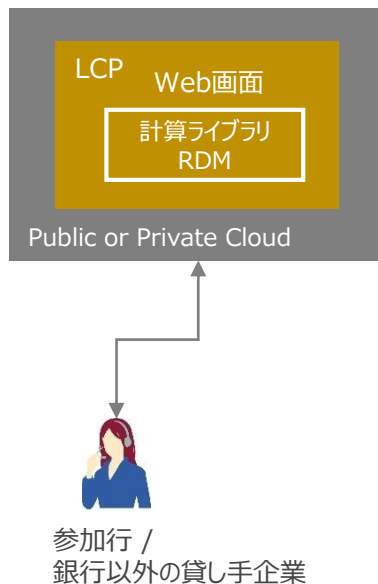 LCP
Web画面
計算ライブラリ
RDM
Public or Private Cloud
参加行 /
銀行以外の貸し手企業